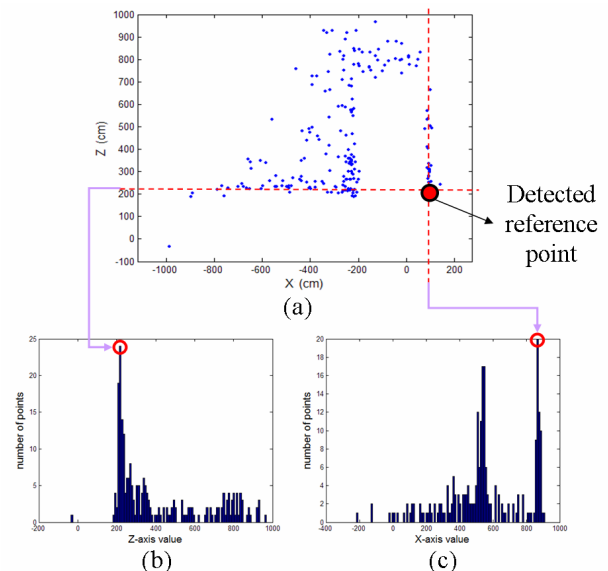 1000
900
800
700
600
500
400
300
200
100
0
-100
Z (cm)
-1000 -800 -600 -400 -200 0 200
X (cm)
Detected
reference
point
(a)
25
20
15
10
5
0
number of points
-200 0 200 400 600 800 1000
Z-axis value
(b)
20
18
16
14
12
10
8
6
4
2
0
number of points
-400 -200 0 200 400 600 800 1000
X-axis value
(c)